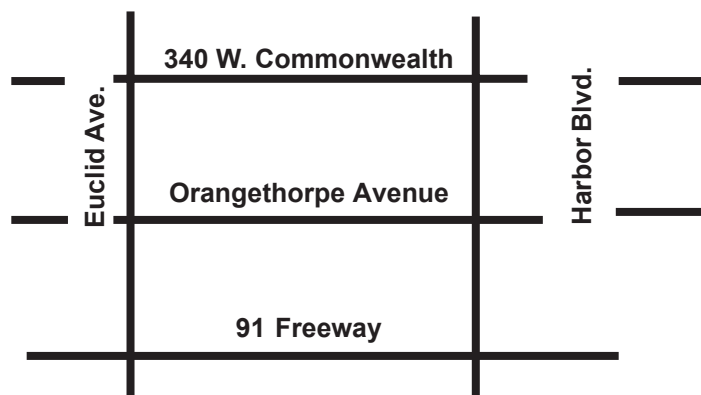 340 W. Commonwealth
Euclid Ave.
Harbor Blvd.
Orangethorpe Avenue
91 Freeway